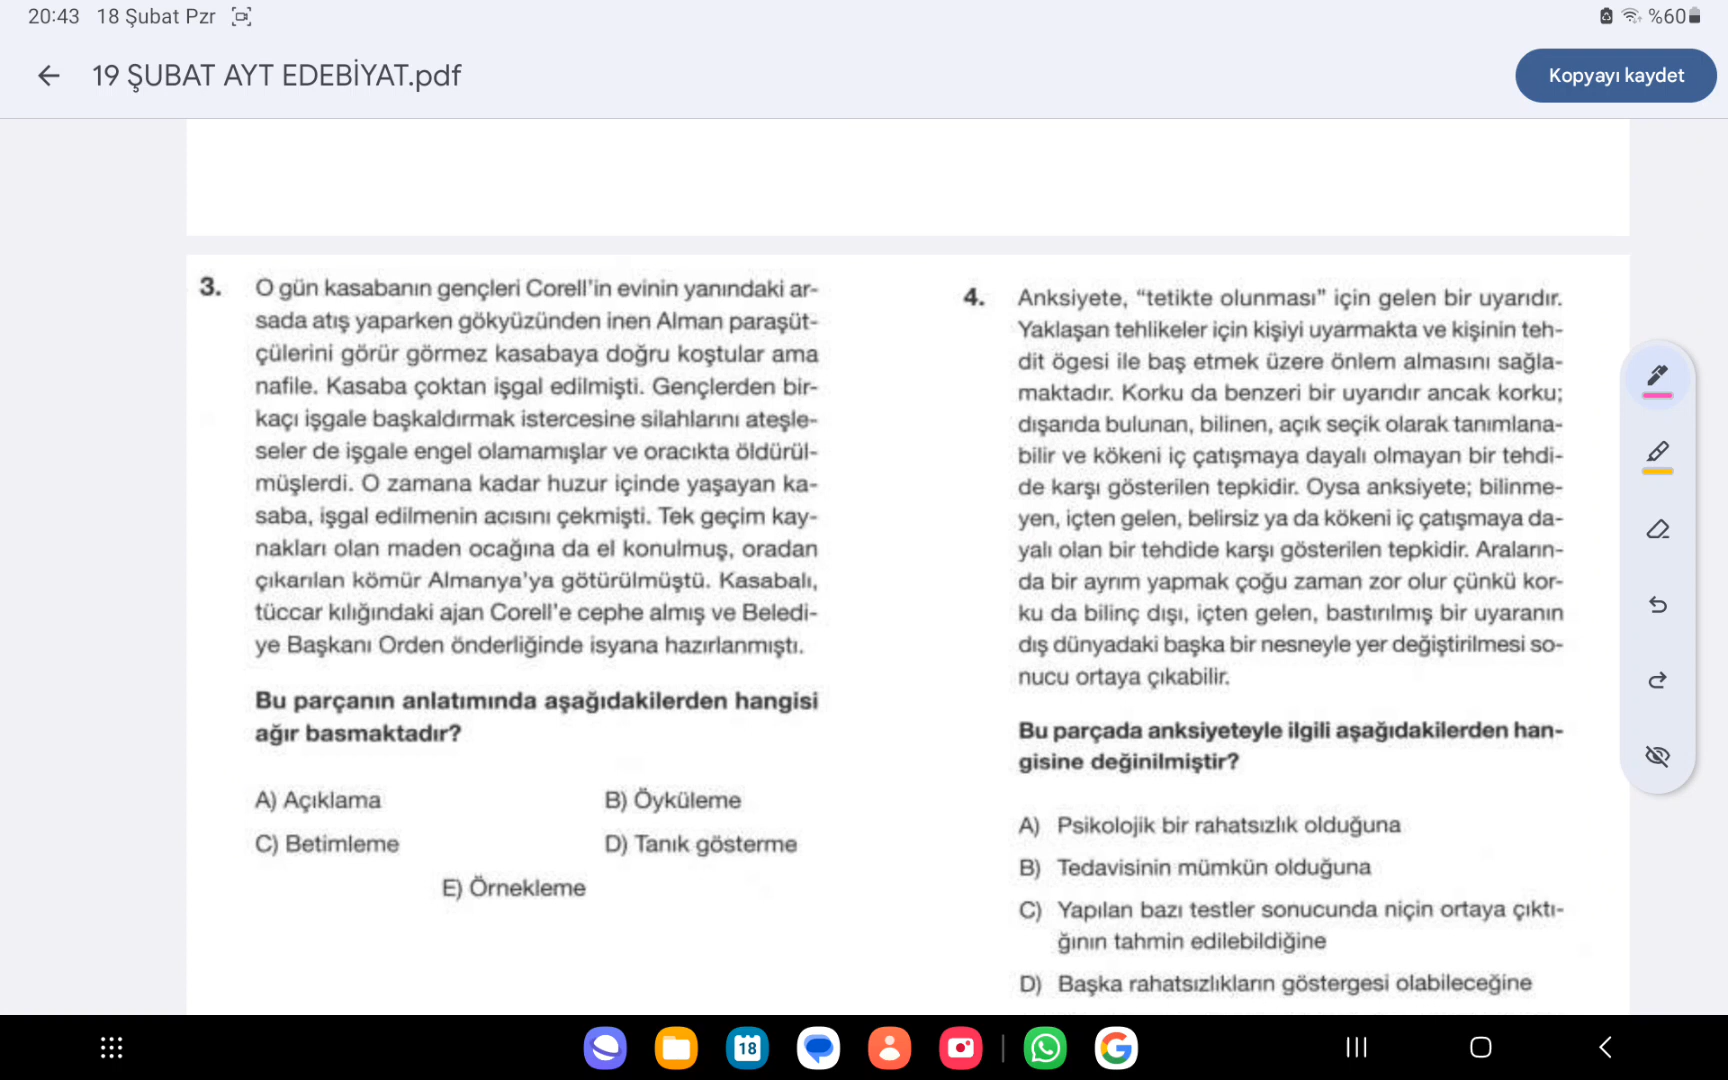 20:43 18 Şubat Pzr
%60
19 ŞUBAT AYT EDEBİYAT.pdf
Kopyayı kaydet
3. O gün kasabanın gençleri Corell'in evinin yanındaki ar-
sada atış yaparken gökyüzünden inen Alman paraşüt-
çülerini görür görmez kasabaya doğru koştular ama
nafile. Kasaba çoktan işgal edilmişti. Gençlerden bir-
kaçı işgale başkaldırmak istercesine silahlarını ateşle-
seler de işgale engel olamamışlar ve oracıkta öldürül-
müşlerdi. O zamana kadar huzur içinde yaşayan ka-
saba, işgal edilmenin acısını çekmişti. Tek geçim kay-
nakları olan maden ocağına da el konulmuş, oradan
çıkarılan kömür Almanya'ya götürülmüştü. Kasabalı,
tüccar kılığındaki ajan Corell'e cephe almış ve Beledi-
ye Başkanı Orden önderliğinde isyana hazırlanmıştı.
Bu parçanın anlatımında aşağıdakilerden hangisi
ağır basmaktadır?
A) Açıklama
B) Öyküleme
C) Betimleme
D) Tanık gösterme
E) Örnekleme
4. Anksiyete, “tetikte olunması” için gelen bir uyarıdır.
Yaklaşan tehlikeler için kişiyi uyarmakta ve kişinin teh-
dit ögesi ile baş etmek üzere önlem almasını sağla-
maktadır. Korku da benzeri bir uyarıdır ancak korku;
dışarıda bulunan, bilinen, açık seçik olarak tanımlana-
bilir ve kökeni iç çatışmaya dayalı olmayan bir tehdi-
de karşı gösterilen tepkidir. Oysa anksiyete; bilinme-
yen, içten gelen, belirsiz ya da kökeni iç çatışmaya da-
yalı olan bir tehdide karşı gösterilen tepkidir. Araların-
da bir ayrım yapmak çoğu zaman zor olur çünkü kor-
ku da bilinç dışı, içten gelen, bastırılmış bir uyaranın
dış dünyadaki başka bir nesneyle yer değiştirilmesi so-
nucu ortaya çıkabilir.
Bu parçada anksiyeteyle ilgili aşağıdakilerden han-
gisine değinilmiştir?
A) Psikolojik bir rahatsızlık olduğuna
B) Tedavisinin mümkün olduğuna
C) Yapılan bazı testler sonucunda niçin ortaya çıktı-
ğının tahmin edilebildiğine
D) Başka rahatsızlıkların göstergesi olabileceğine
18